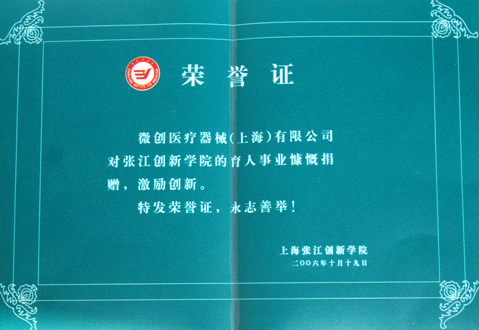 荣誉证
微创医疗器械(上海)有限公司
对张江创新学院的育人事业慷慨捐
赠，激励创新。
特发荣誉证，永志善举！
上海张江创新学院
二〇〇六年十月十九日